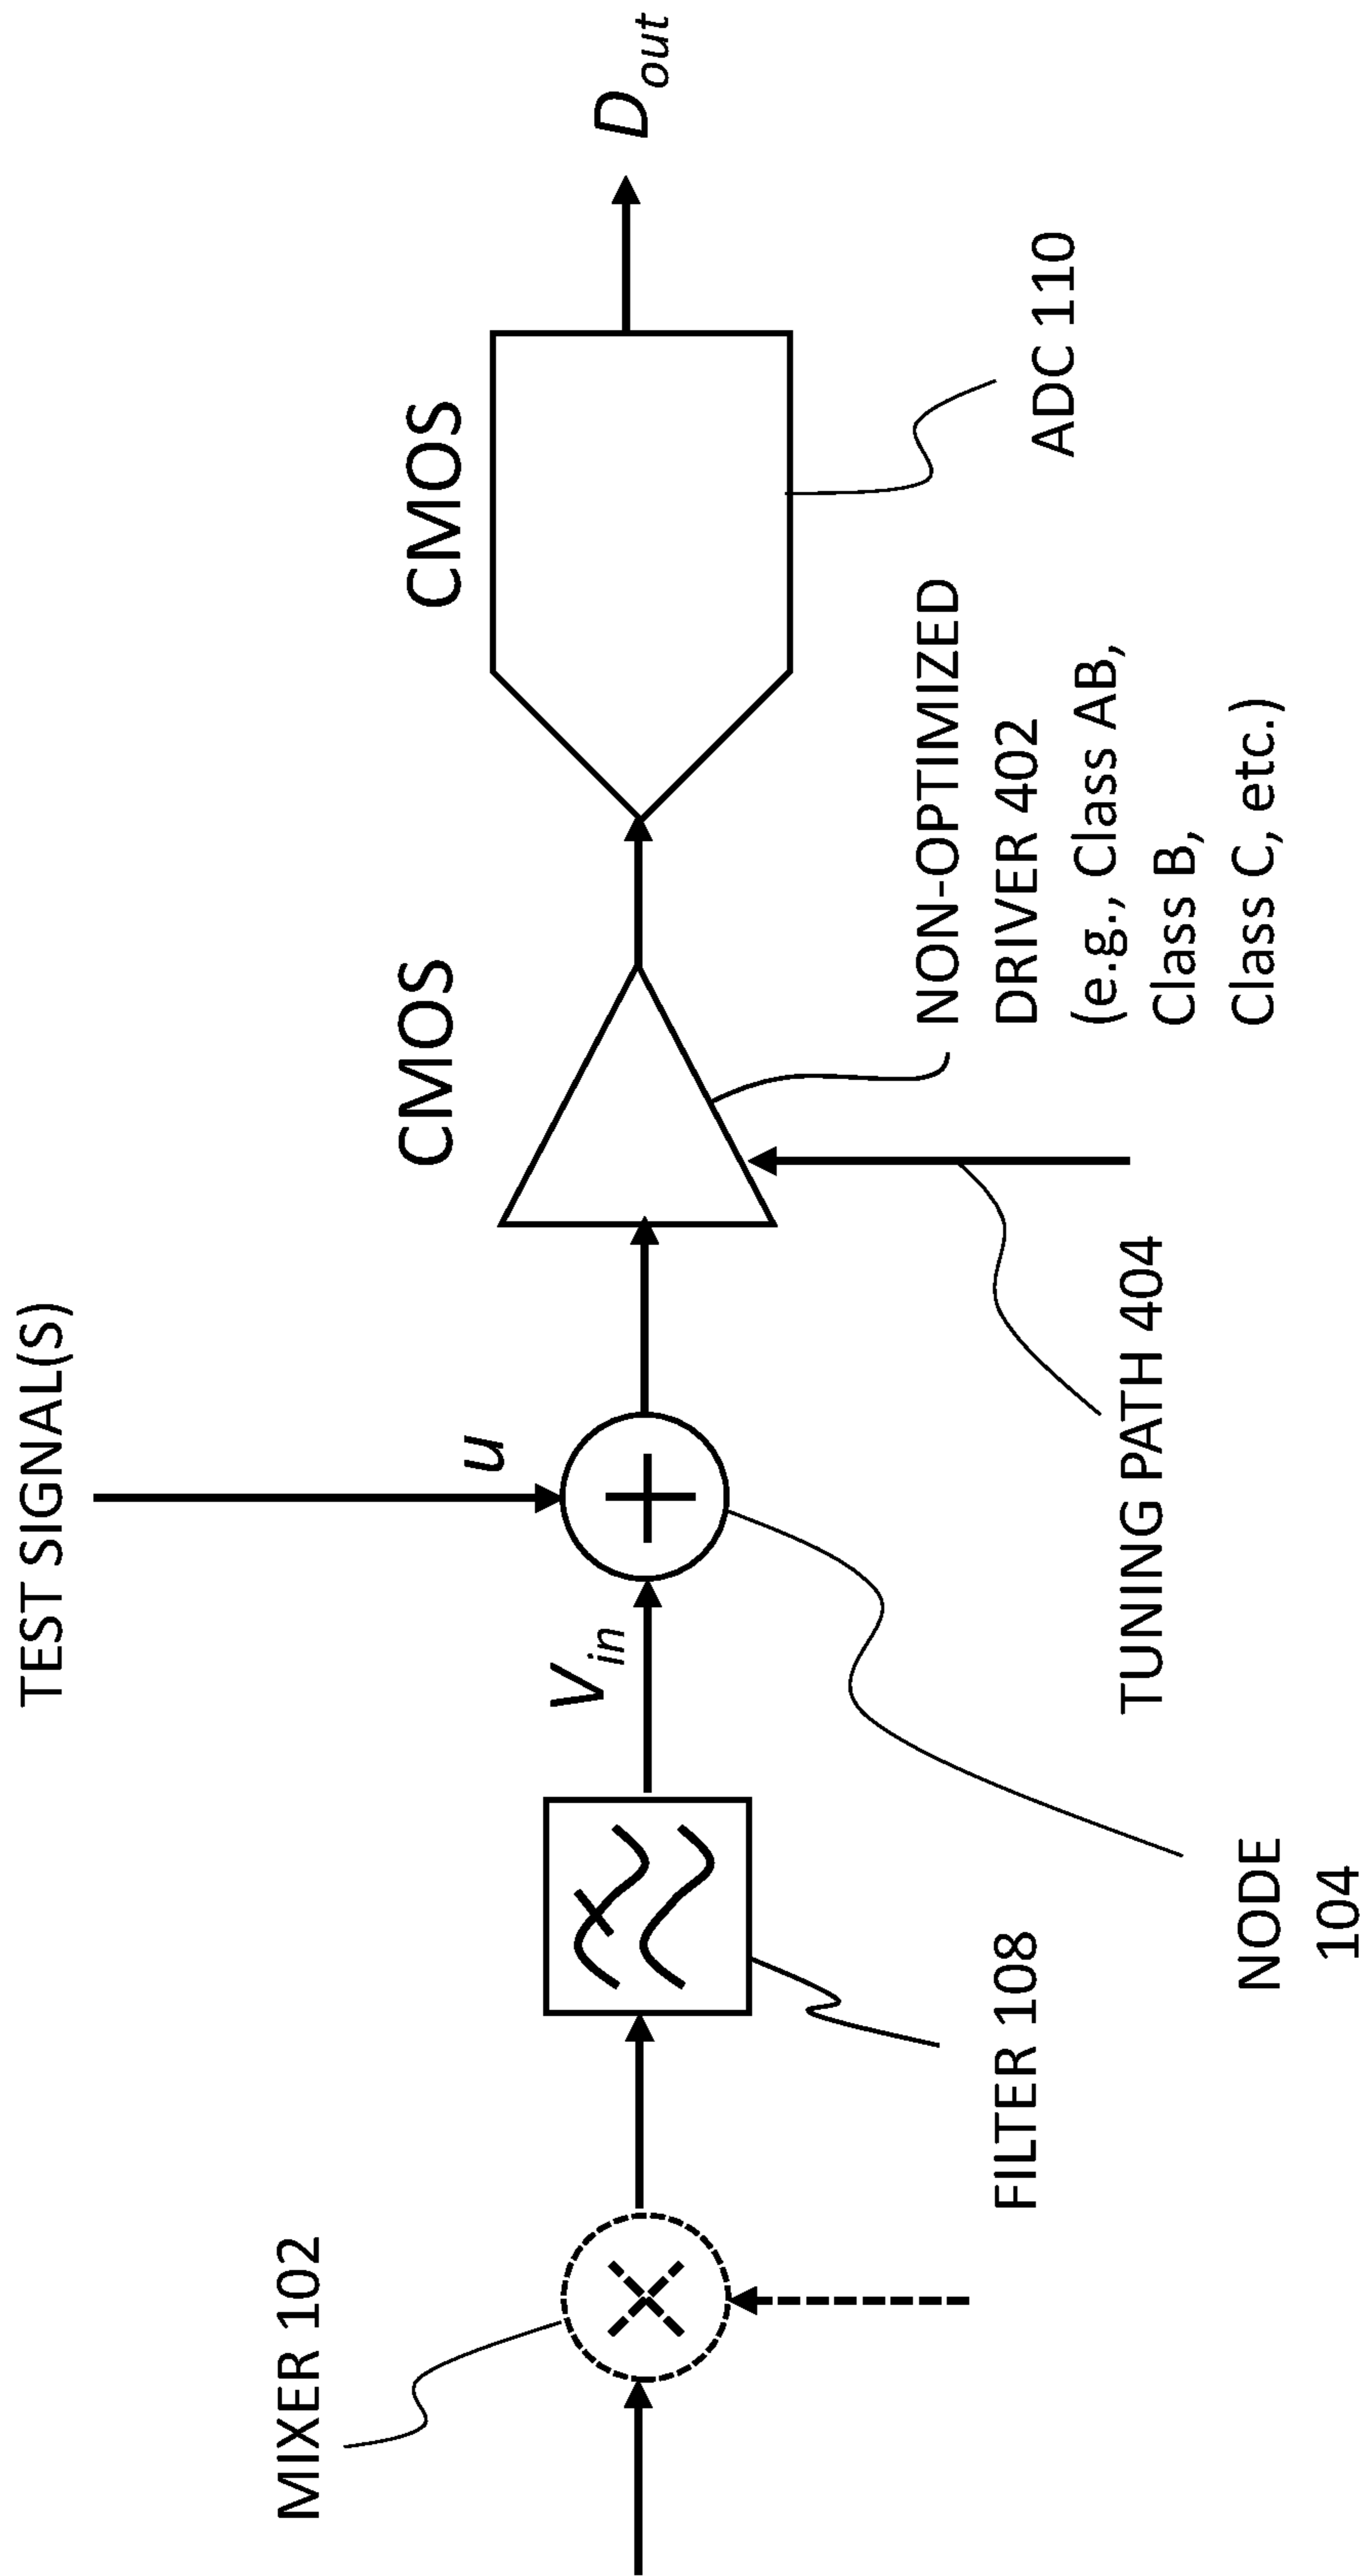 TEST SIGNAL(S)
MIXER 102
u
CMOS
CMOS
V_in
D_out
FILTER 108
NODE
104
TUNING PATH 404
NON-OPTIMIZED
DRIVER 402
(e.g., Class AB,
Class B,
Class C, etc.)
ADC 110